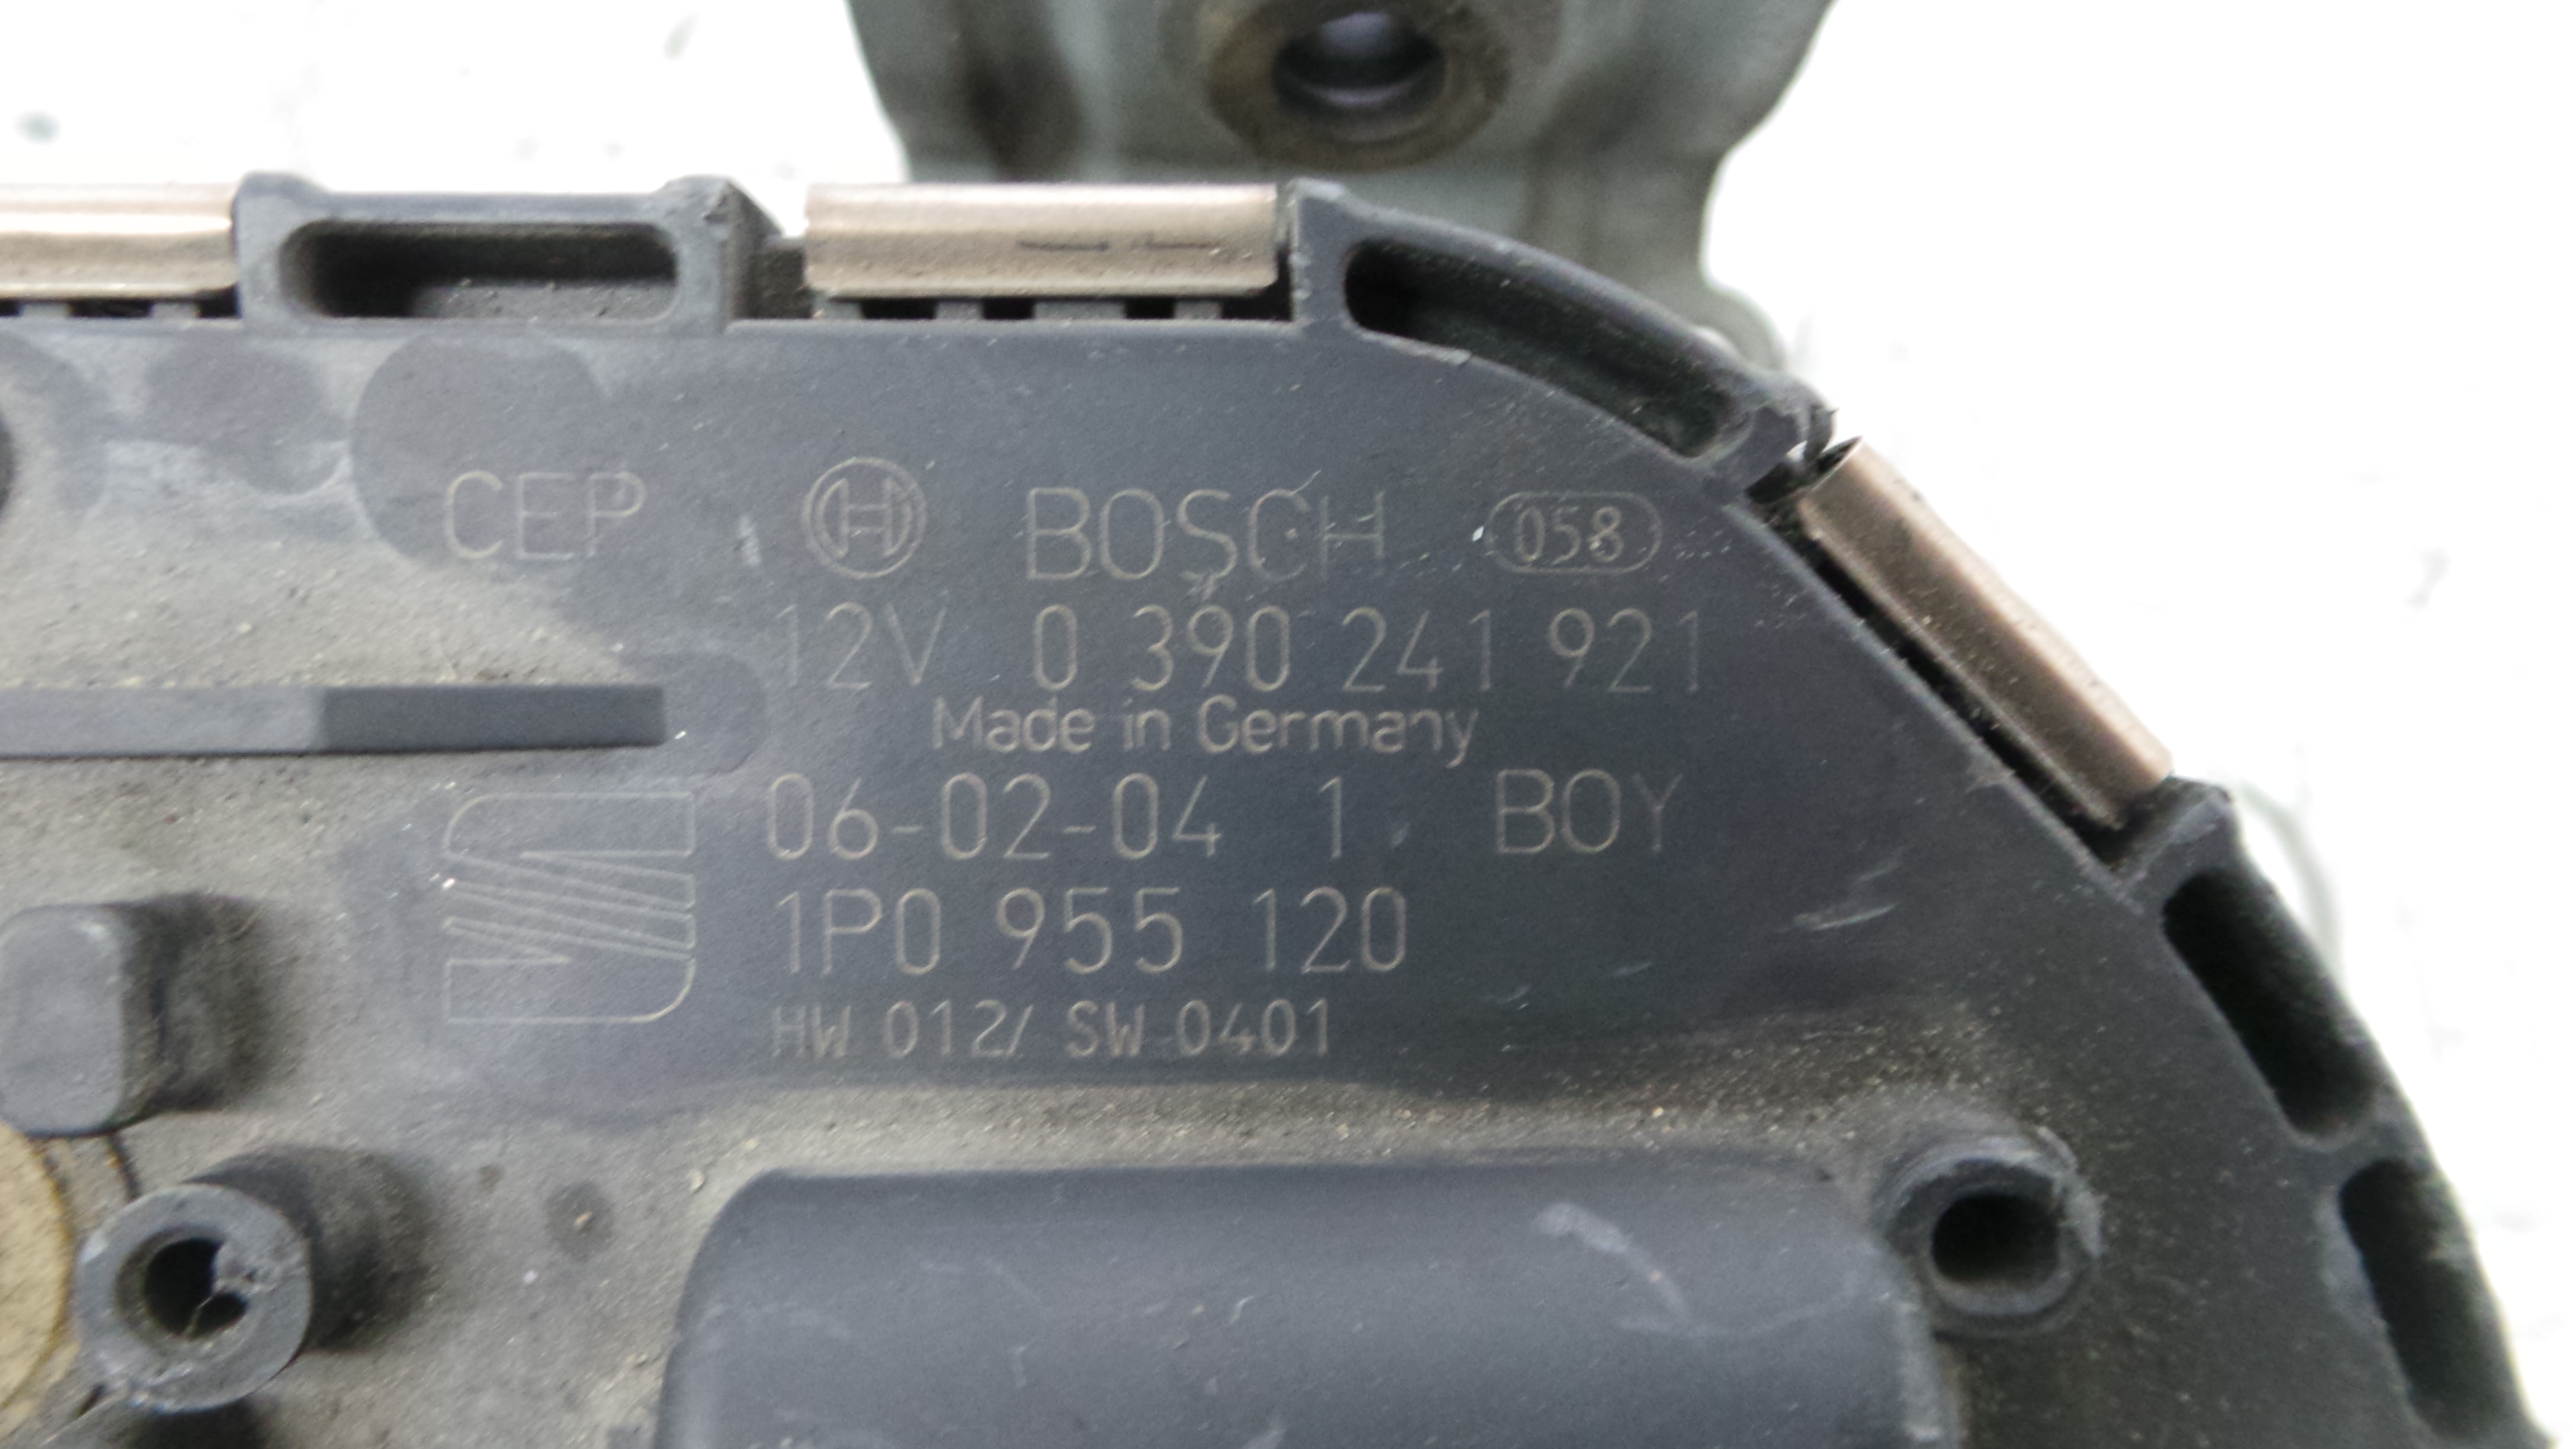 CEP BOSCH 058
12V 0 390 241 921
Made in Germany
06-02-04 1 BOY
1P0 955 120
HW 012/ SW 0401